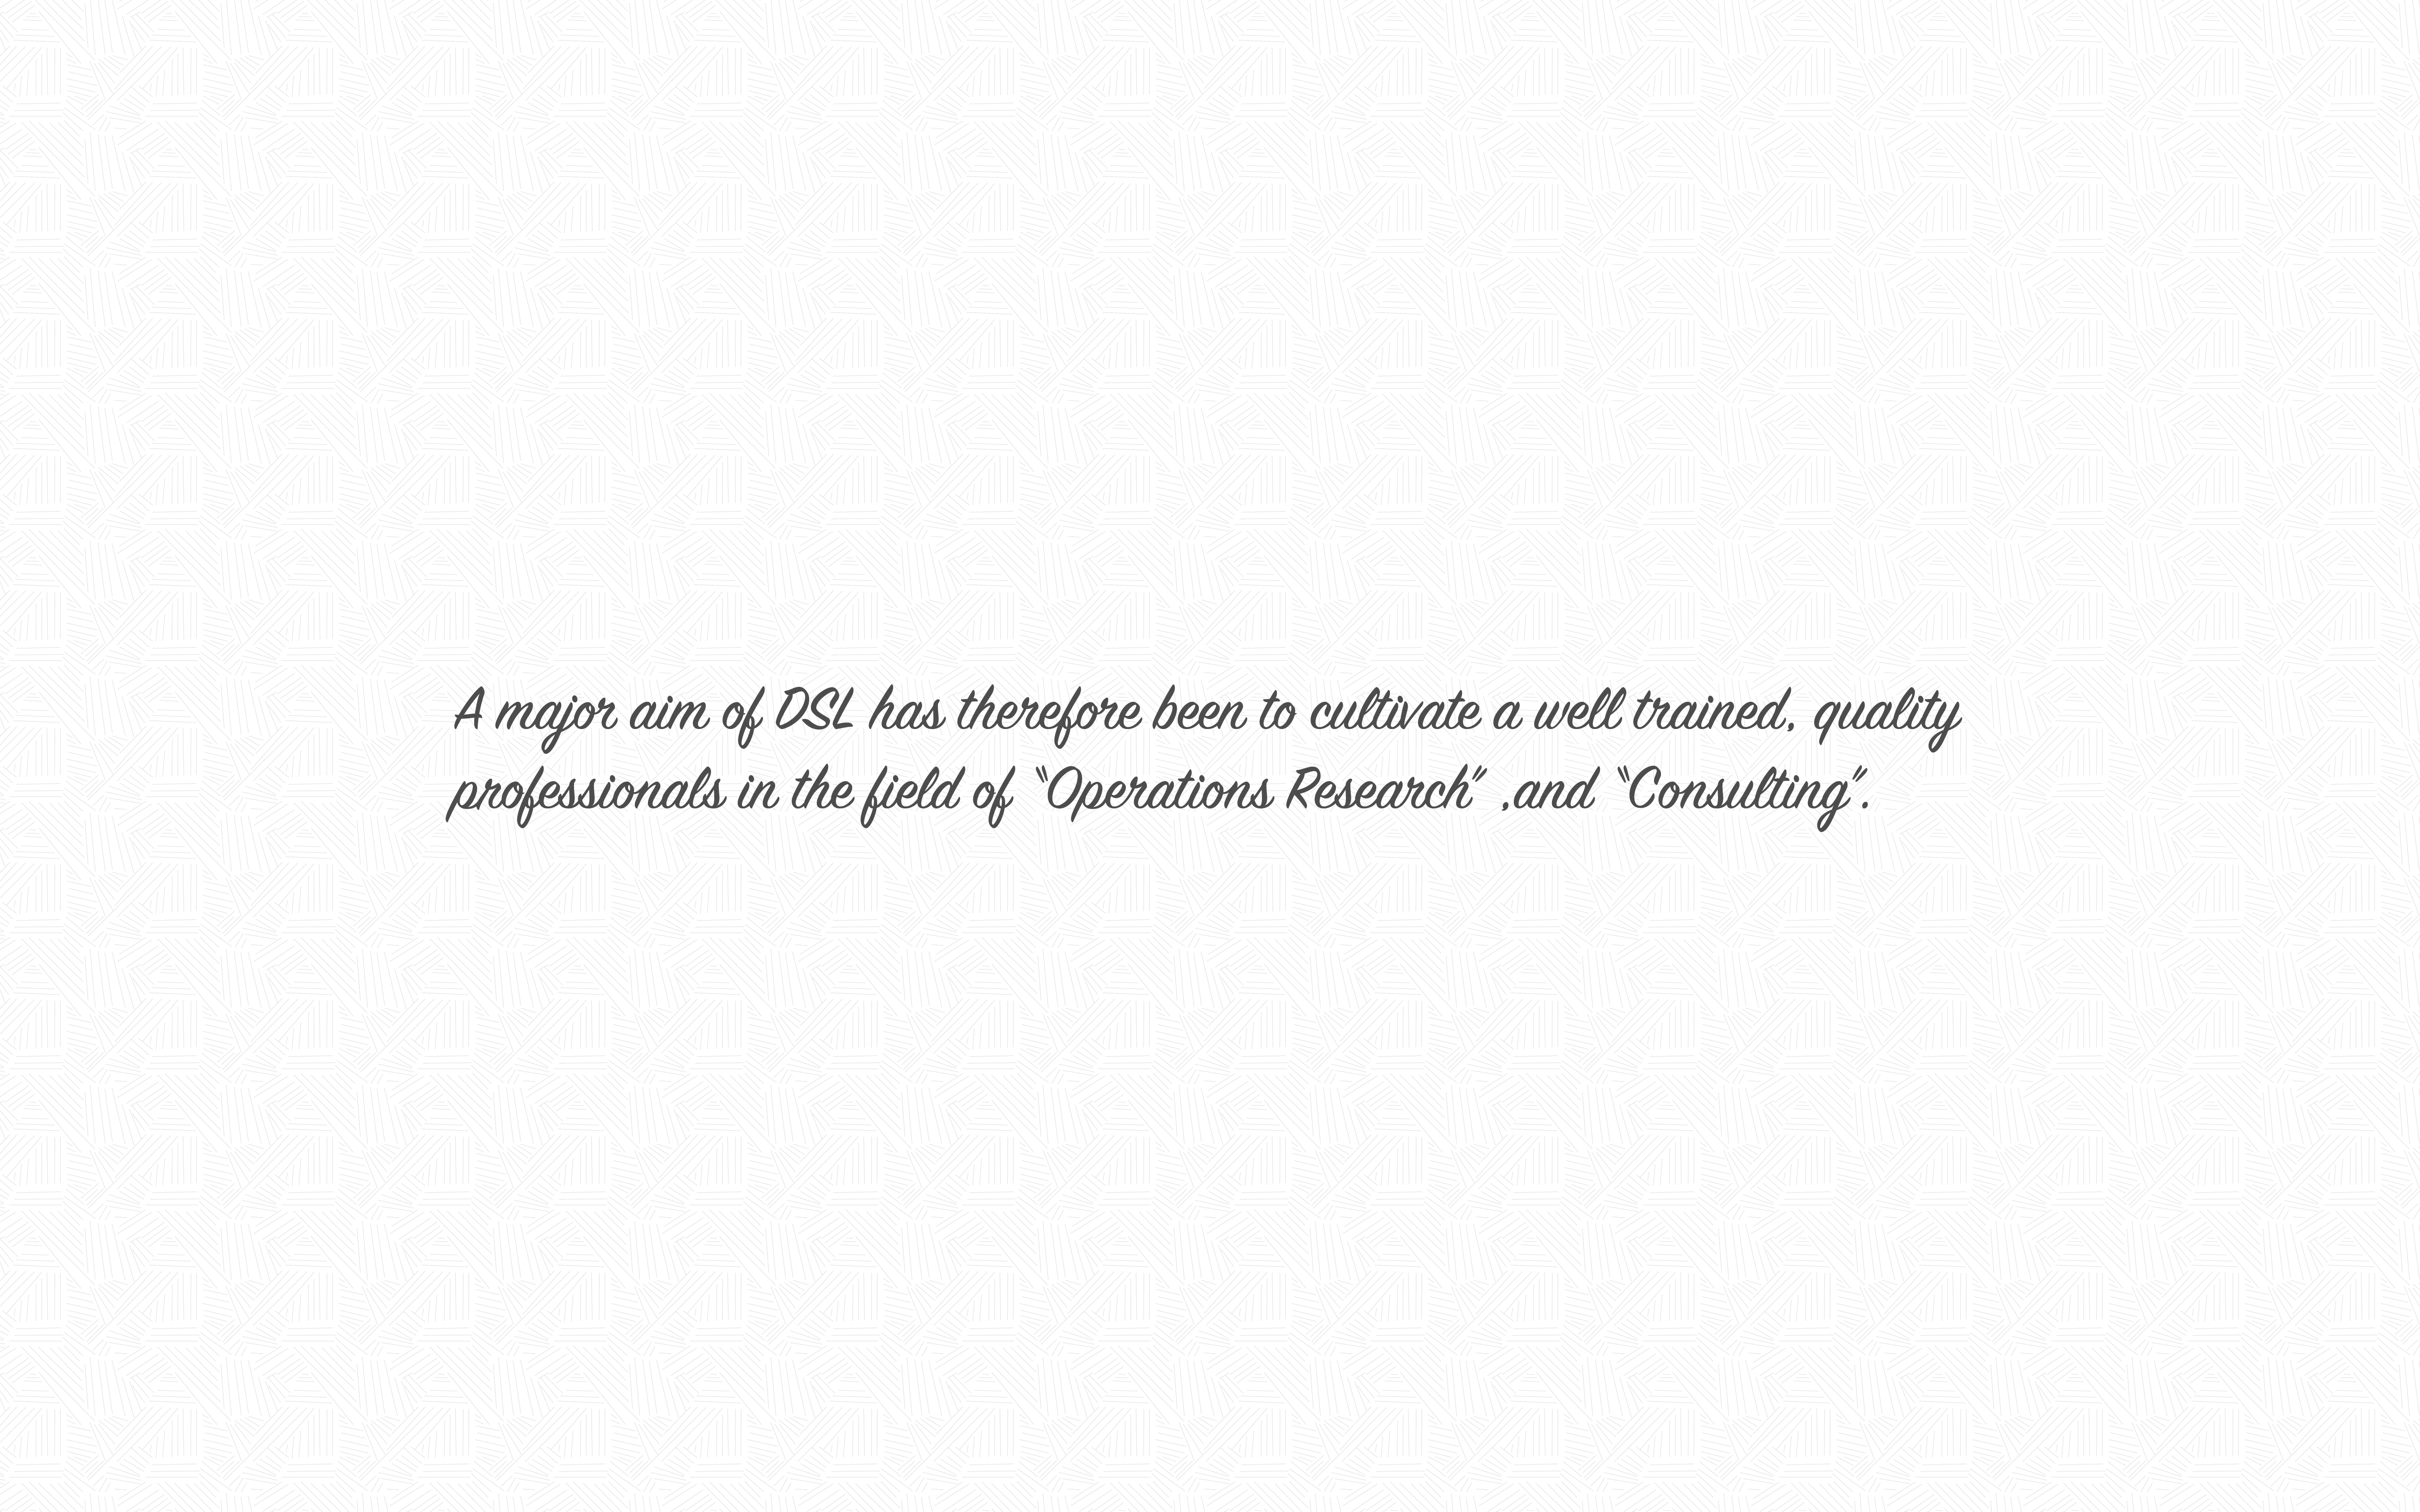 A major aim of DSL has therefore been to cultivate a well trained, quality
professionals in the field of “Operations Research” ,and “Consulting”.